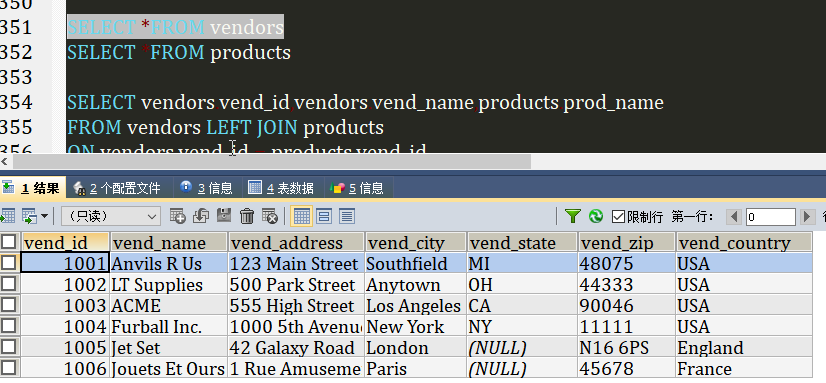 350
351 SELECT *FROM vendors
352 SELECT *FROM products
353
354 SELECT vendors vend_id vendors vend_name products prod_name
355 FROM vendors LEFT JOIN products
356 ON vendors vend_id products vend_id
1 结果 2 个配置文件 3 信息 4 表数据 5 信息
（只读） 限制行 第一行: 0 行
vend_id vend_name vend_address vend_city vend_state vend_zip vend_country
1001 Anvils R Us 123 Main Street Southfield MI 48075 USA
1002 LT Supplies 500 Park Street Anytown OH 44333 USA
1003 ACME 555 High Street Los Angeles CA 90046 USA
1004 Furball Inc. 1000 5th Avenu New York NY 11111 USA
1005 Jet Set 42 Galaxy Road London (NULL) N16 6PS England
1006 Jouets Et Ours 1 Rue Amuseme Paris (NULL) 45678 France